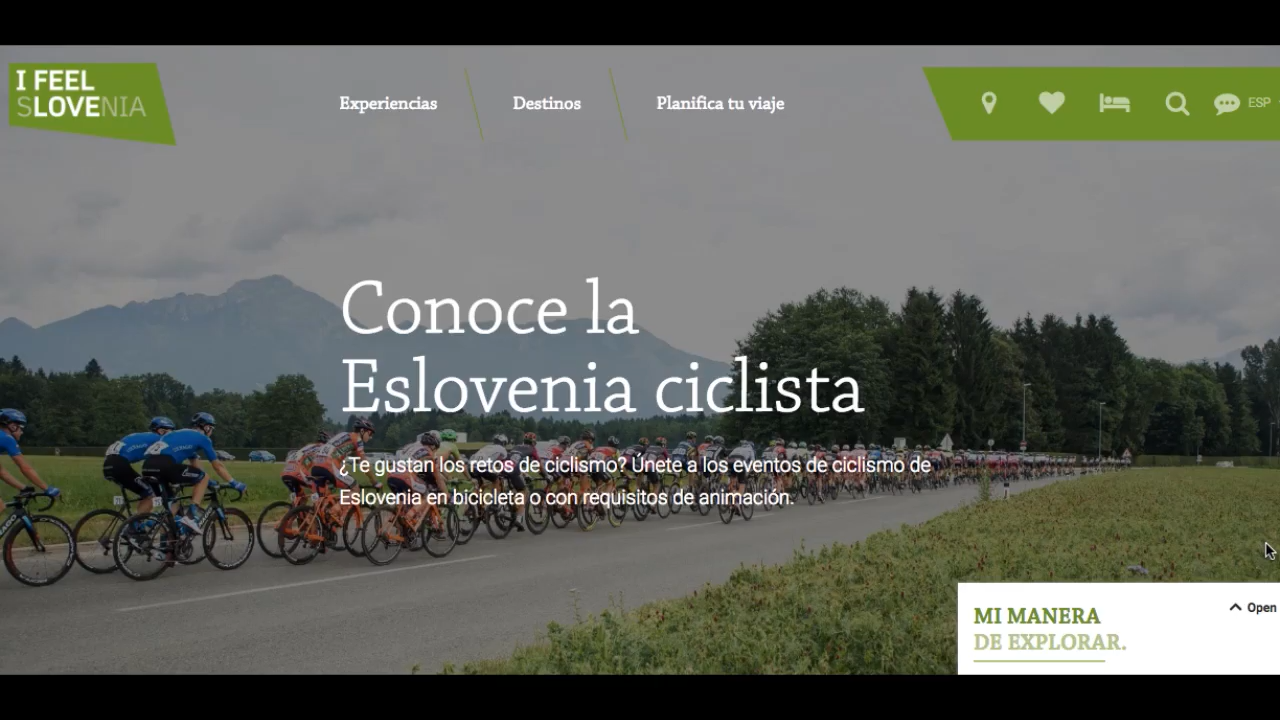 I FEEL
SLOVENIA
Experiencias
Destinos
Planifica tu viaje
ESP
Conoce la
Eslovenia ciclista
¿Te gustan los retos de ciclismo? Únete a los eventos de ciclismo de
Eslovenia en bicicleta o con requisitos de animación.
MI MANERA
DE EXPLORAR.
Open